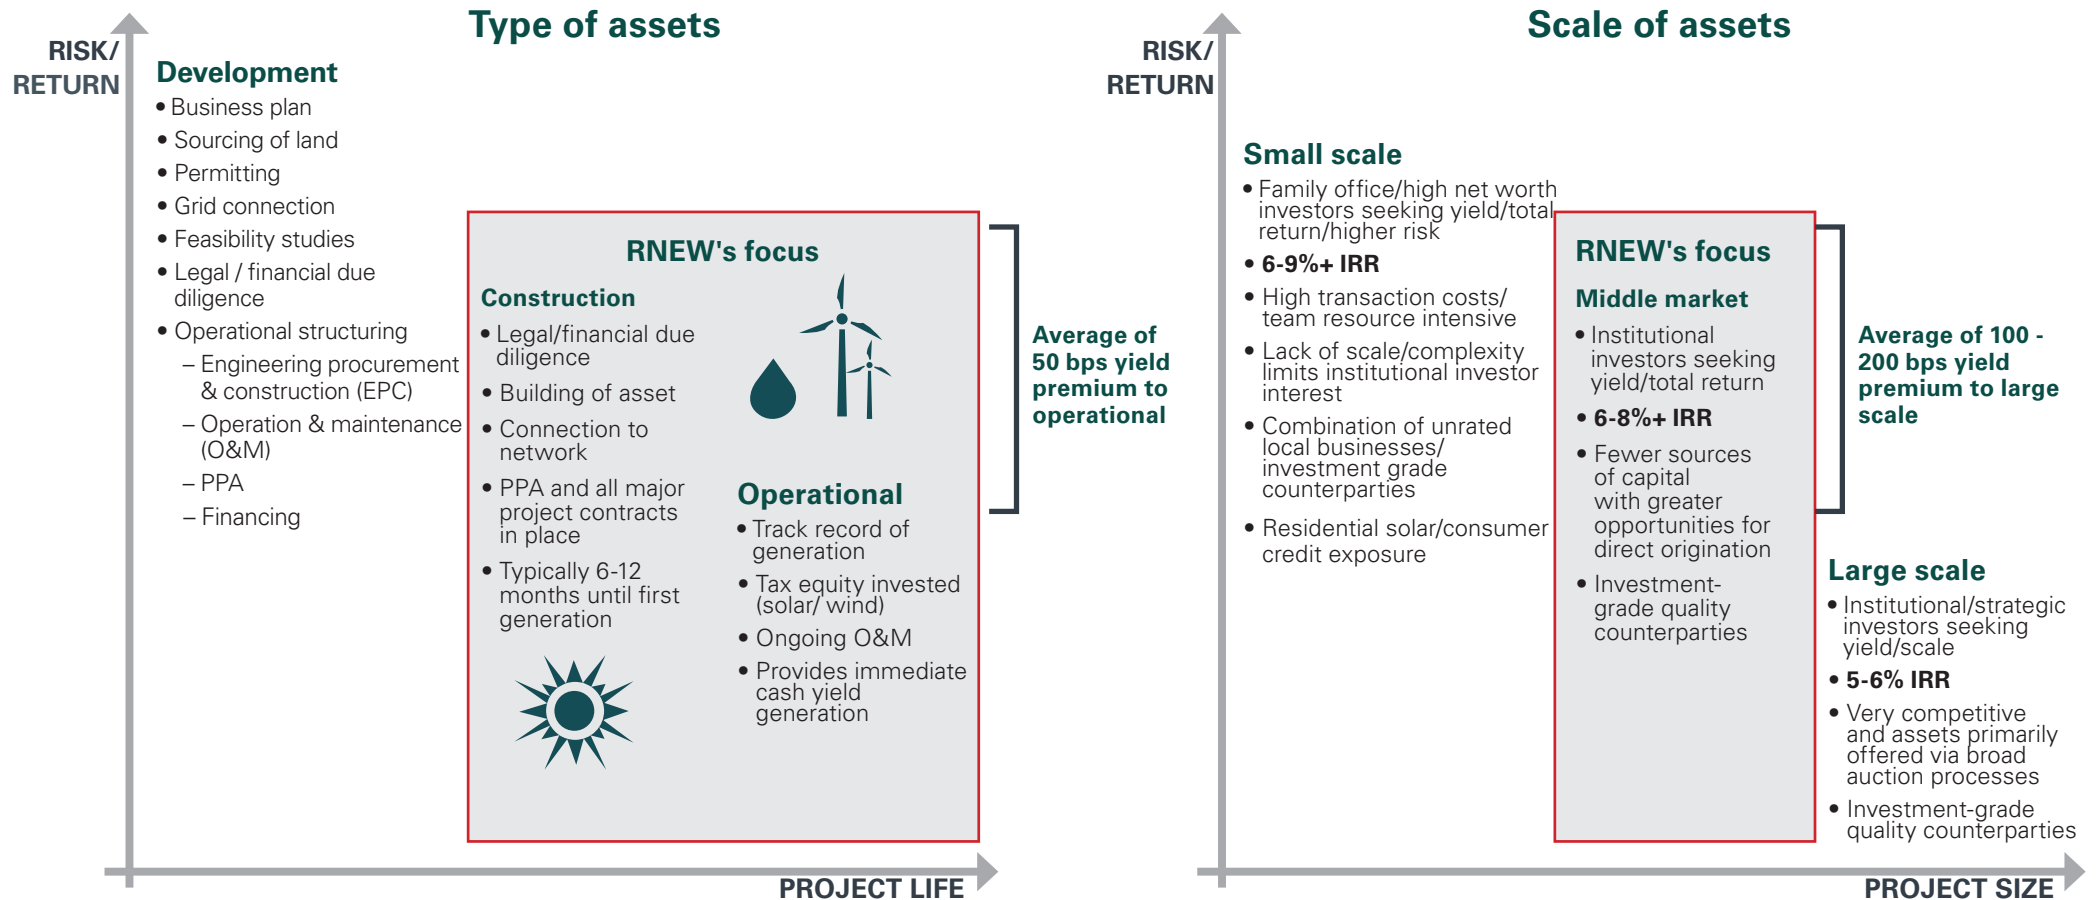 Type of assets
RISK/
RETURN
Development
• Business plan
• Sourcing of land
• Permitting
• Grid connection
• Feasibility studies
• Legal / financial due
diligence
• Operational structuring
– Engineering procurement
& construction (EPC)
– Operation & maintenance
(O&M)
– PPA
– Financing
RNEW's focus
Construction
• Legal/financial due
diligence
• Building of asset
• Connection to
network
• PPA and all major
project contracts
in place
• Typically 6-12
months until first
generation
Operational
• Track record of
generation
• Tax equity invested
(solar/ wind)
• Ongoing O&M
• Provides immediate
cash yield
generation
Average of
50 bps yield
premium to
operational
PROJECT LIFE
Scale of assets
RISK/
RETURN
Small scale
• Family office/high net worth
investors seeking yield/total
return/higher risk
• 6-9%+ IRR
• High transaction costs/
team resource intensive
• Lack of scale/complexity
limits institutional investor
interest
• Combination of unrated
local businesses/
investment grade
counterparties
• Residential solar/consumer
credit exposure
RNEW's focus
Middle market
• Institutional
investors seeking
yield/total return
• 6-8%+ IRR
• Fewer sources
of capital
with greater
opportunities for
direct origination
• Investment-
grade quality
counterparties
Average of 100 -
200 bps yield
premium to large
scale
Large scale
• Institutional/strategic
investors seeking
yield/scale
• 5-6% IRR
• Very competitive
and assets primarily
offered via broad
auction processes
• Investment-grade
quality counterparties
PROJECT SIZE